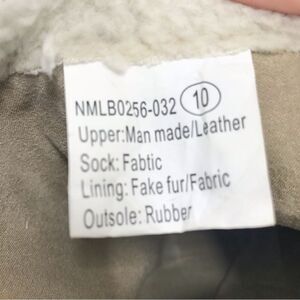 NMLB0256-032 10
Upper:Man made/Leather
Sock: Fabtic
Lining: Fake fur/Fabric
Outsole: Rubber